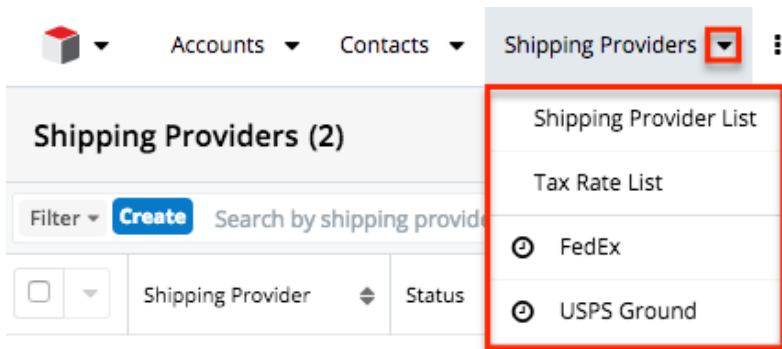 Accounts Contacts Shipping Providers
Shipping Providers (2)
Shipping Provider List
Tax Rate List
Filter Create Search by shipping provide
FedEx
Shipping Provider Status
USPS Ground